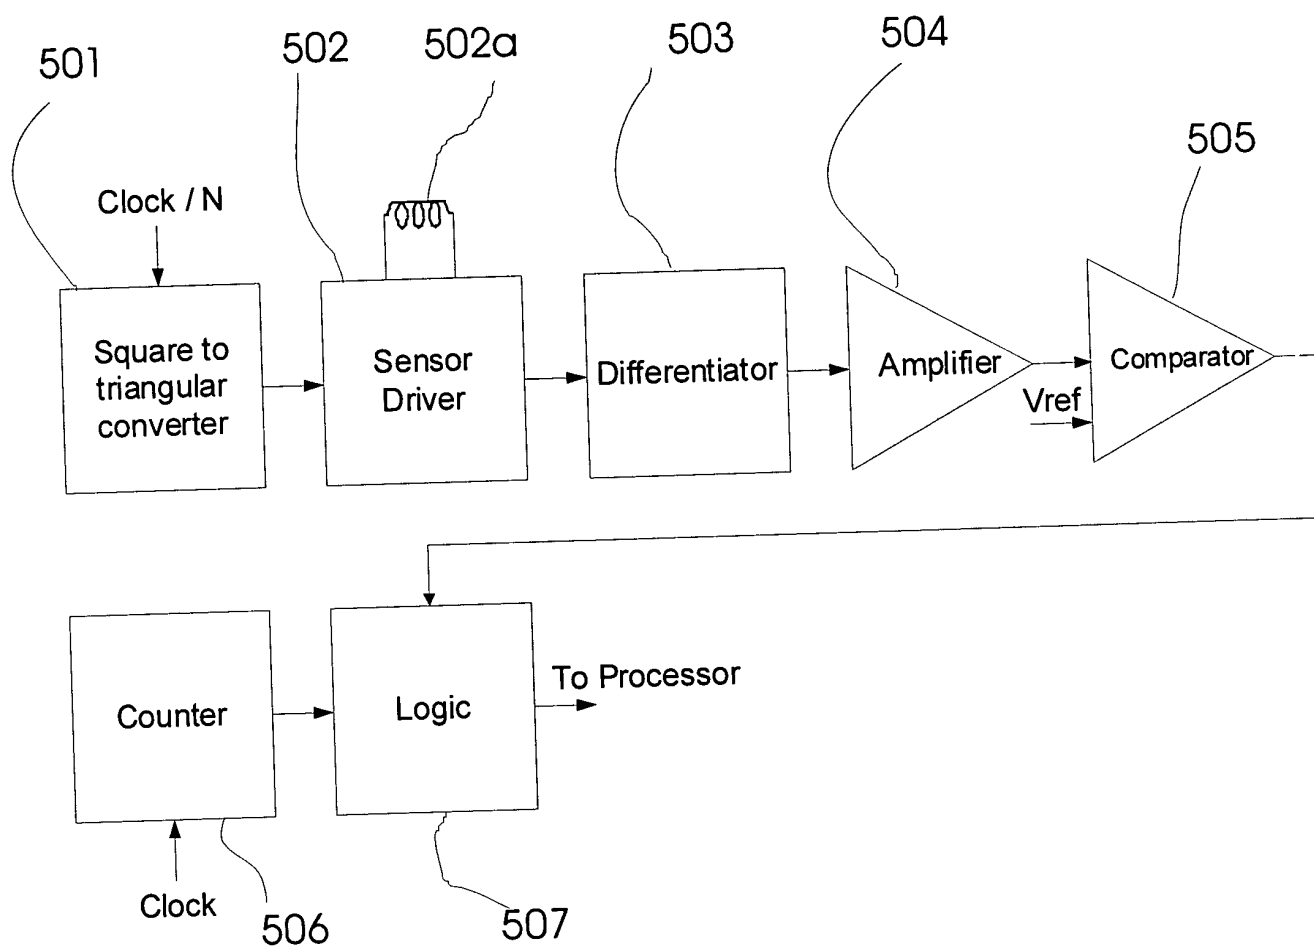 501
502
502a
503
504
505
Clock / N
Square to
triangular
converter
Sensor
Driver
Differentiator
Amplifier
Vref
Comparator
Counter
Logic
To Processor
Clock
506
507